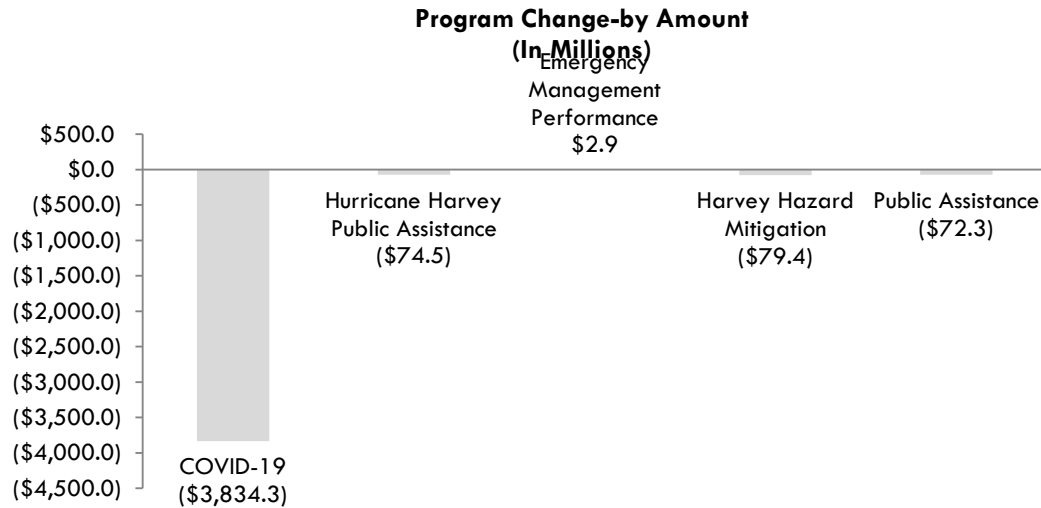 Program Change-by Amount
(In Millions)
Emergency
Management
Performance
$2.9
$500.0
$0.0
($500.0)
($1,000.0)
($1,500.0)
($2,000.0)
($2,500.0)
($3,000.0)
($3,500.0)
($4,000.0)
($4,500.0)
COVID-19
($3,834.3)
Hurricane Harvey
Public Assistance
($74.5)
Harvey Hazard
Mitigation
($79.4)
Public Assistance
($72.3)